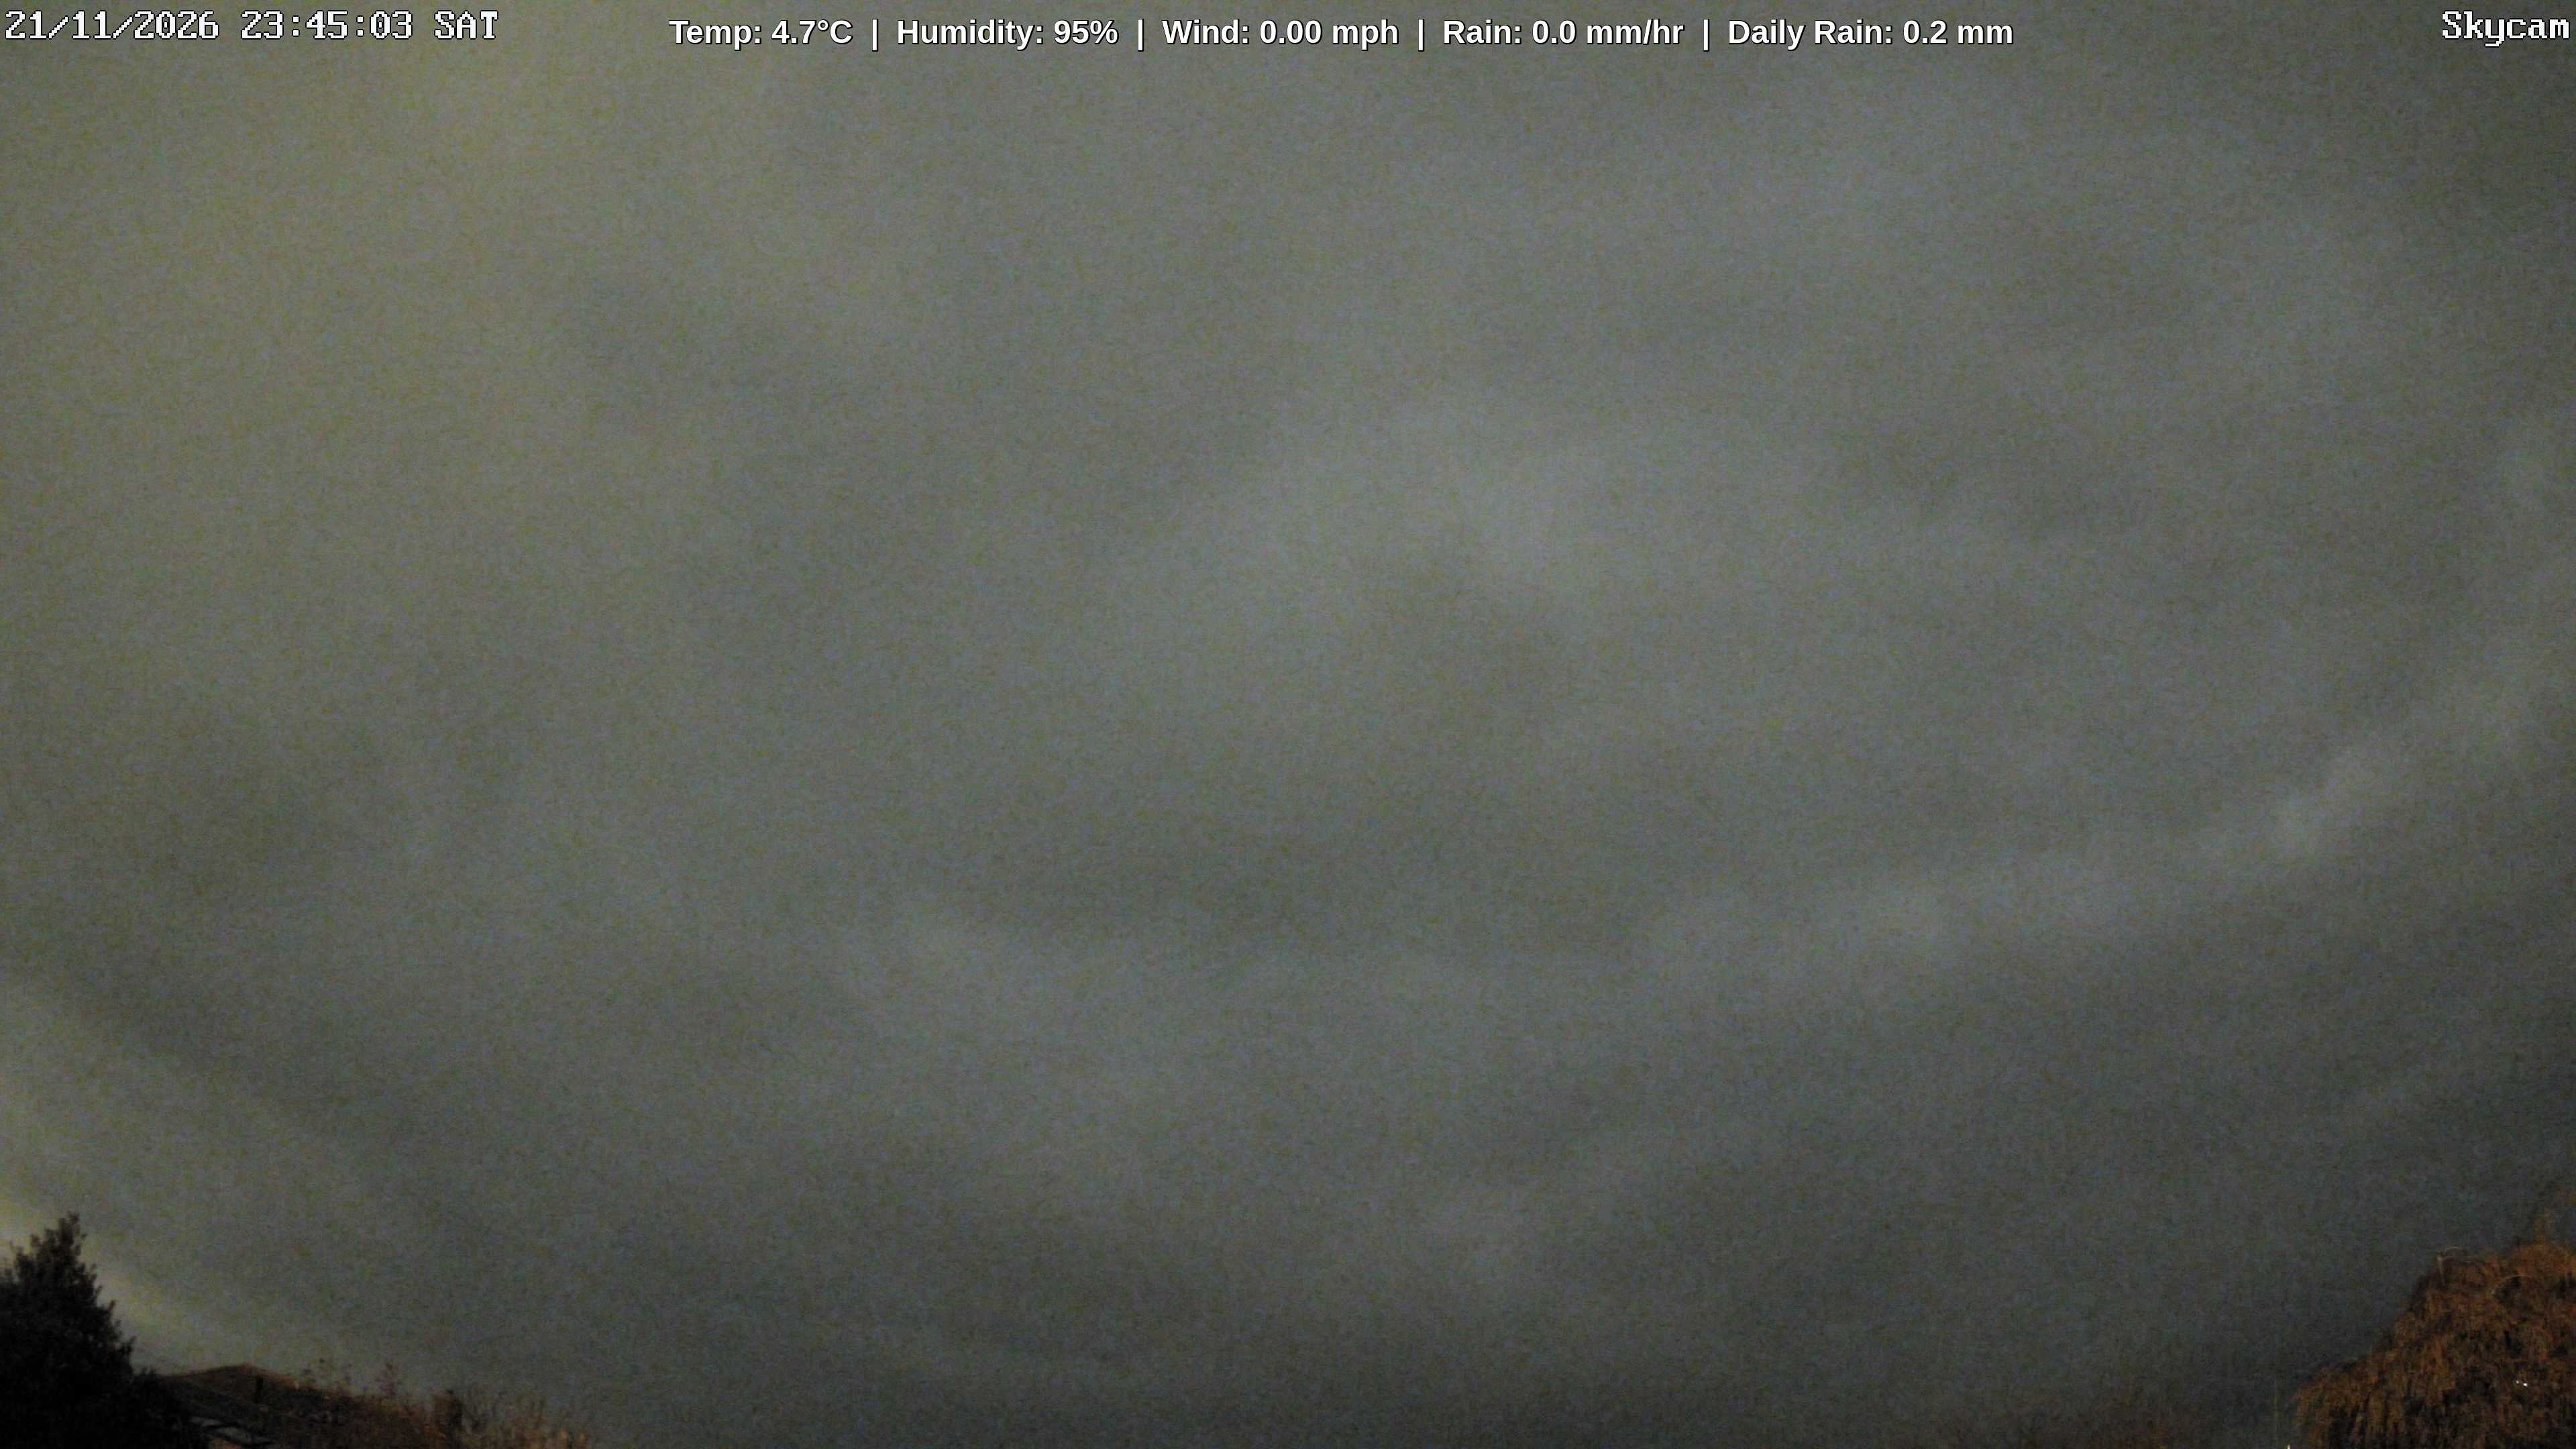 21/11/2026 23:45:03 SAT
Temp: 4.7°C | Humidity: 95% | Wind: 0.00 mph | Rain: 0.0 mm/hr | Daily Rain: 0.2 mm
Skycam